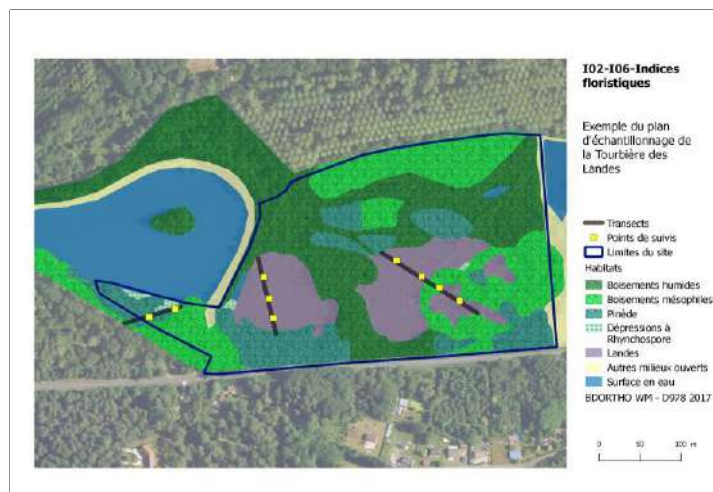 I02-I06-Indices
floristiques
Exemple du plan
d'échantillonnage de
la Tourbière des
Landes
Transects
Points de suivis
Limites du site
Habitats
Boisements humides
Boisements mésophiles
Pinède
Dépressions à
Rhynchospore
Landes
Autres milieux ouverts
Surface en eau
BDORTHO WM - D978 2017
0 50 100 m